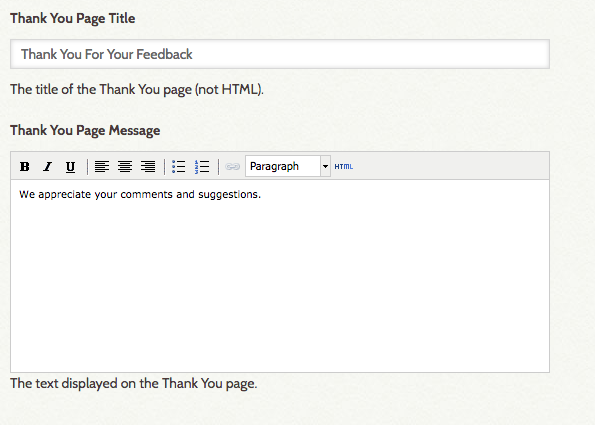 Thank You Page Title
Thank You For Your Feedback
The title of the Thank You page (not HTML).
Thank You Page Message
B I U Paragraph HTML
We appreciate your comments and suggestions.
The text displayed on the Thank You page.